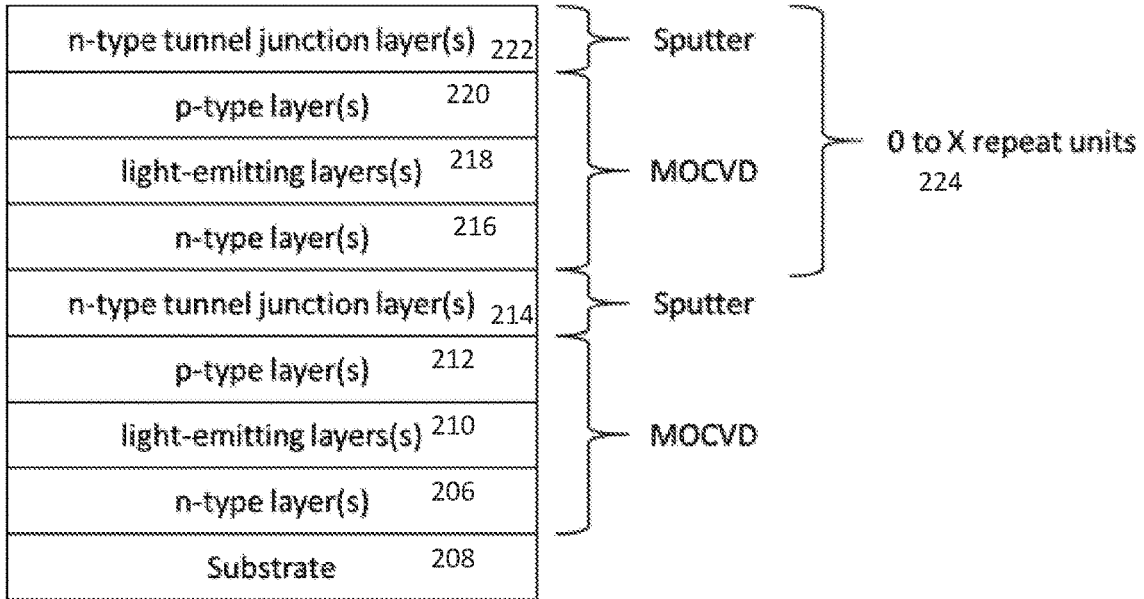 n-type tunnel junction layer(s) 222 Sputter
p-type layer(s) 220
light-emitting layers(s) 218 MOCVD 0 to X repeat units
224
n-type layer(s) 216
n-type tunnel junction layer(s) 214 Sputter
p-type layer(s) 212
light-emitting layers(s) 210 MOCVD
n-type layer(s) 206
Substrate 208